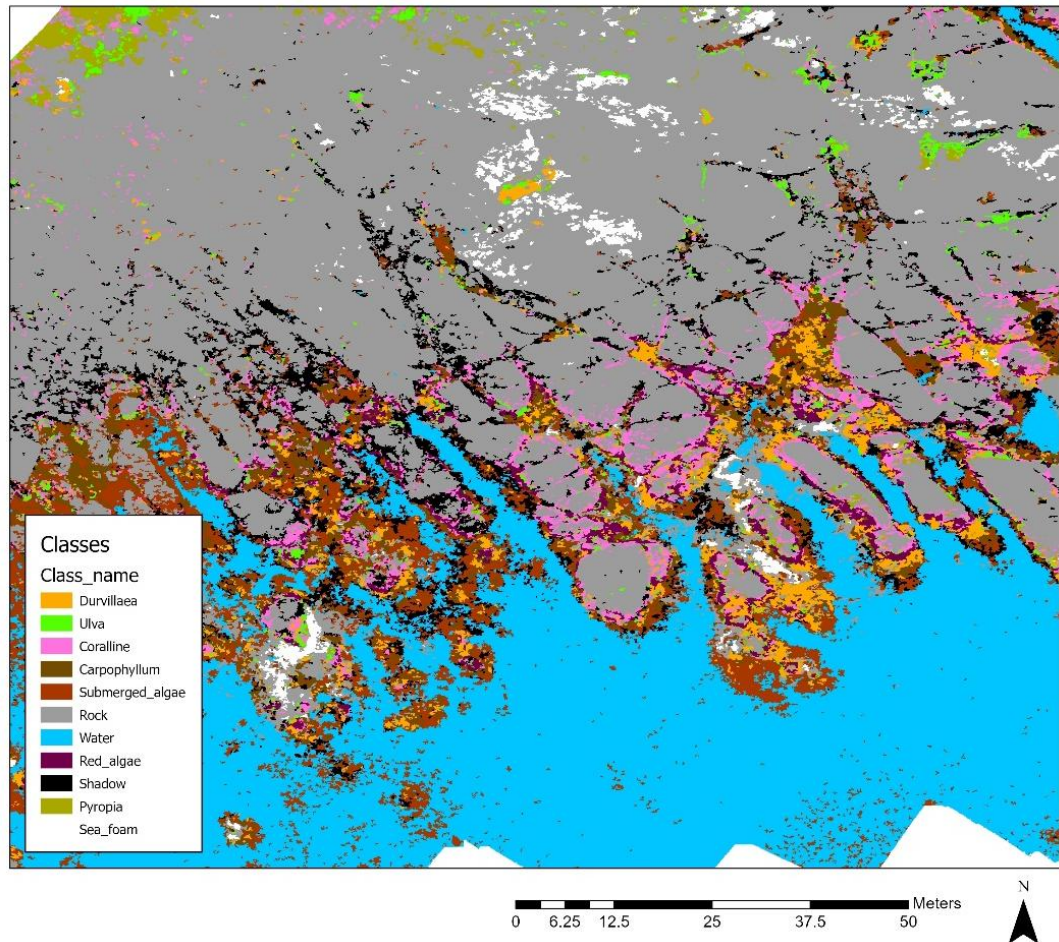 Classes
Class_name
Durvillaea
Ulva
Coralline
Carpophyllum
Submerged_algae
Rock
Water
Red_algae
Shadow
Pyropia
Sea_foam
N
Meters
0 6.25 12.5 25 37.5 50